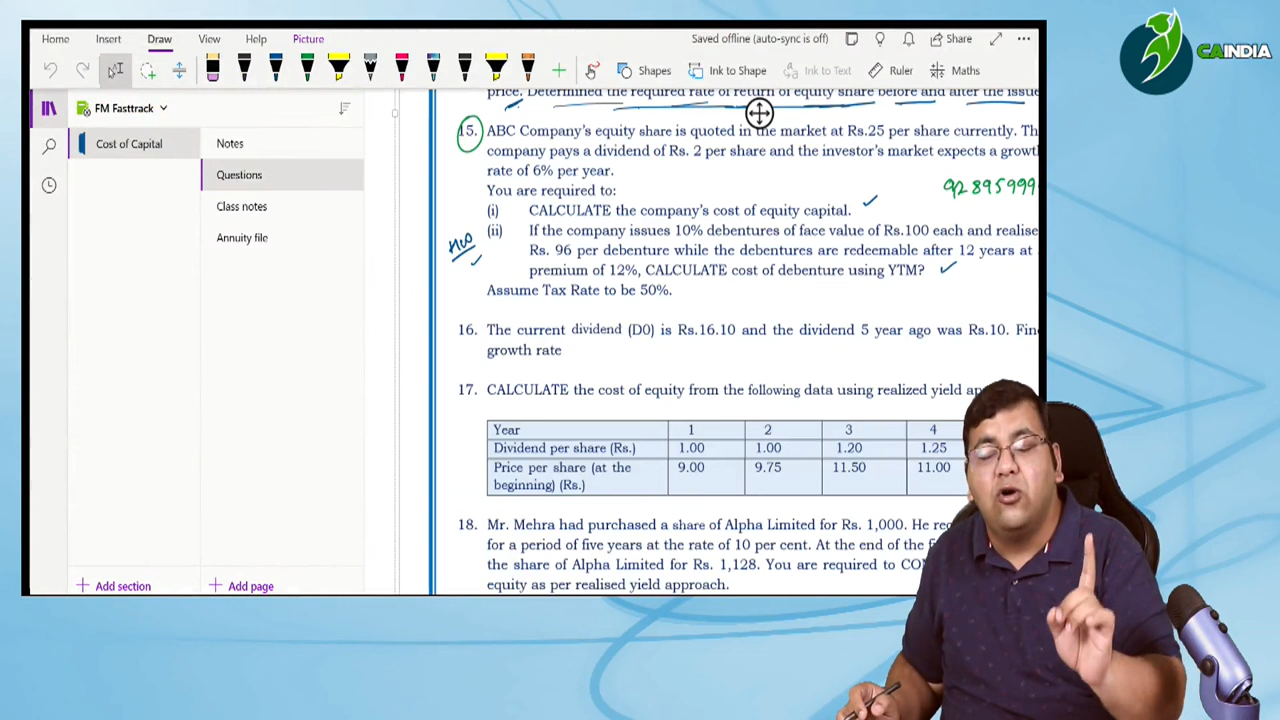 Home Insert Draw View Help Picture Saved offline (auto-sync is off) Share
Shapes Ink to Shape Ink to Text Ruler Maths
CAINDIA
FM Fasttrack
Cost of Capital
Notes
Questions
Class notes
Annuity file
Add section
Add page
price. Determined the required rate of return of equity share before and after the issue
15. ABC Company's equity share is quoted in the market at Rs.25 per share currently. Th
company pays a dividend of Rs. 2 per share and the investor's market expects a growt
rate of 6% per year.
92895999
You are required to:
(i) CALCULATE the company's cost of equity capital.
(ii) If the company issues 10% debentures of face value of Rs.100 each and realise
Rs. 96 per debenture while the debentures are redeemable after 12 years at
premium of 12%, CALCULATE cost of debenture using YTM?
Assume Tax Rate to be 50%.
16. The current dividend (D0) is Rs.16.10 and the dividend 5 year ago was Rs.10. Fin
growth rate
17. CALCULATE the cost of equity from the following data using realized yield ap
Year 1 2 3 4
Dividend per share (Rs.) 1.00 1.00 1.20 1.25
Price per share (at the 9.00 9.75 11.50 11.00
beginning) (Rs.)
18. Mr. Mehra had purchased a share of Alpha Limited for Rs. 1,000. He rec
for a period of five years at the rate of 10 per cent. At the end of the f
the share of Alpha Limited for Rs. 1,128. You are required to CO
equity as per realised yield approach.